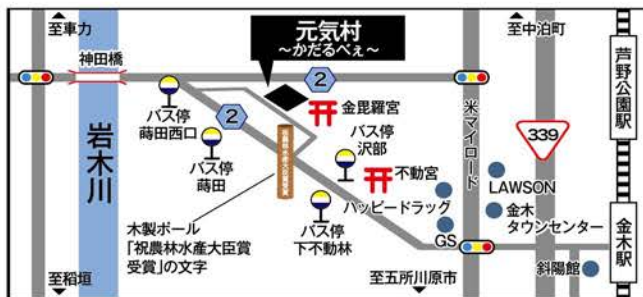 至車力
元気村
～かだるべぇ～
至中泊町
神田橋
2
芦野公園駅
バス停
蒔田西口
2
金毘羅宮
バス停
沢部
米マイロード
339
岩木川
バス停
蒔田
祝農林水産大臣賞受賞
不動宮
LAWSON
ハッピードラッグ
金木
タウンセンター
木製ポール
「祝農林水産大臣賞
受賞」の文字
バス停
下不動林
GS
金木駅
斜陽館
至稲垣
至五所川原市